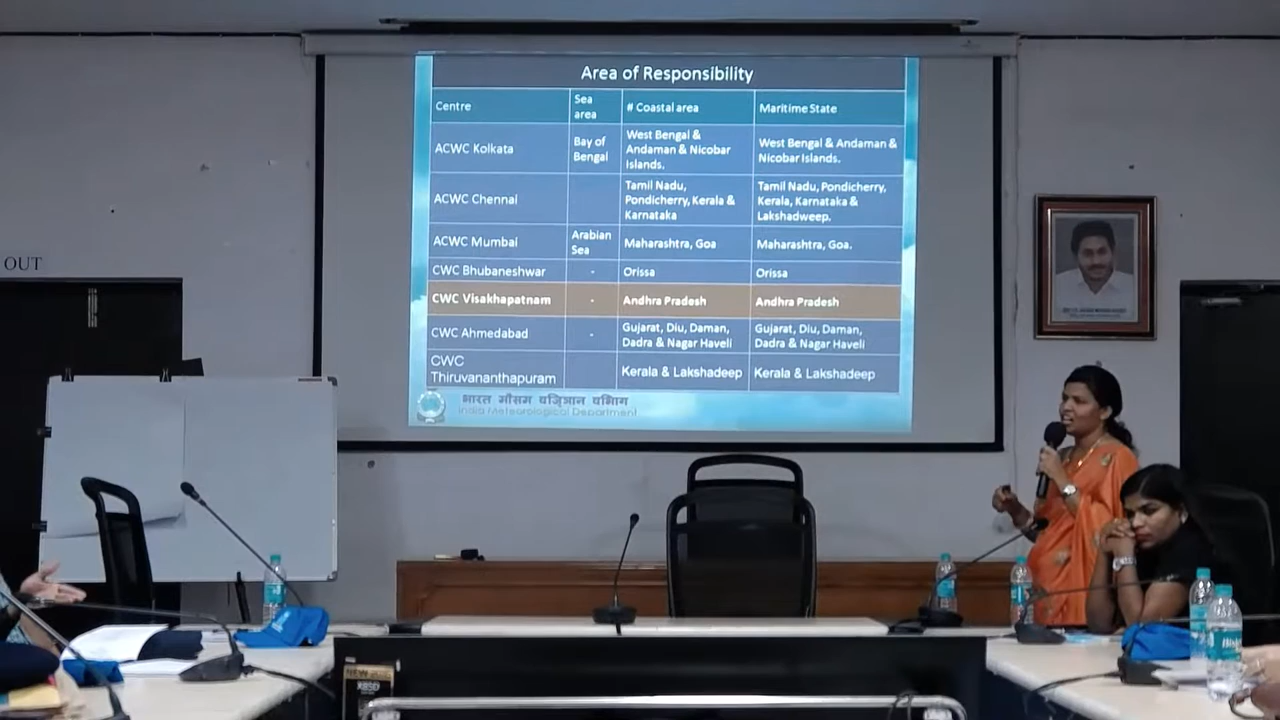 Area of Responsibility
Centre
Sea
area
# Coastal area
Maritime State
ACWC Kolkata
Bay of
Bengal
West Bengal &
Andaman & Nicobar
Islands.
West Bengal & Andaman &
Nicobar Islands.
ACWC Chennai
Tamil Nadu,
Pondicherry, Kerala &
Karnataka
Tamil Nadu, Pondicherry,
Kerala, Karnataka &
Lakshadweep.
ACWC Mumbai
Arabian
Sea
Maharashtra, Goa
Maharashtra, Goa.
CWC Bhubaneshwar
-
Orissa
Orissa
CWC Visakhapatnam
-
Andhra Pradesh
Andhra Pradesh
CWC Ahmedabad
-
Gujarat, Diu, Daman,
Dadra & Nagar Haveli
Gujarat, Diu, Daman,
Dadra & Nagar Haveli
CWC
Thiruvananthapuram
Kerala & Lakshadeep
Kerala & Lakshadeep
भारत मौसम
India Meteorological Department
OUT
NEW